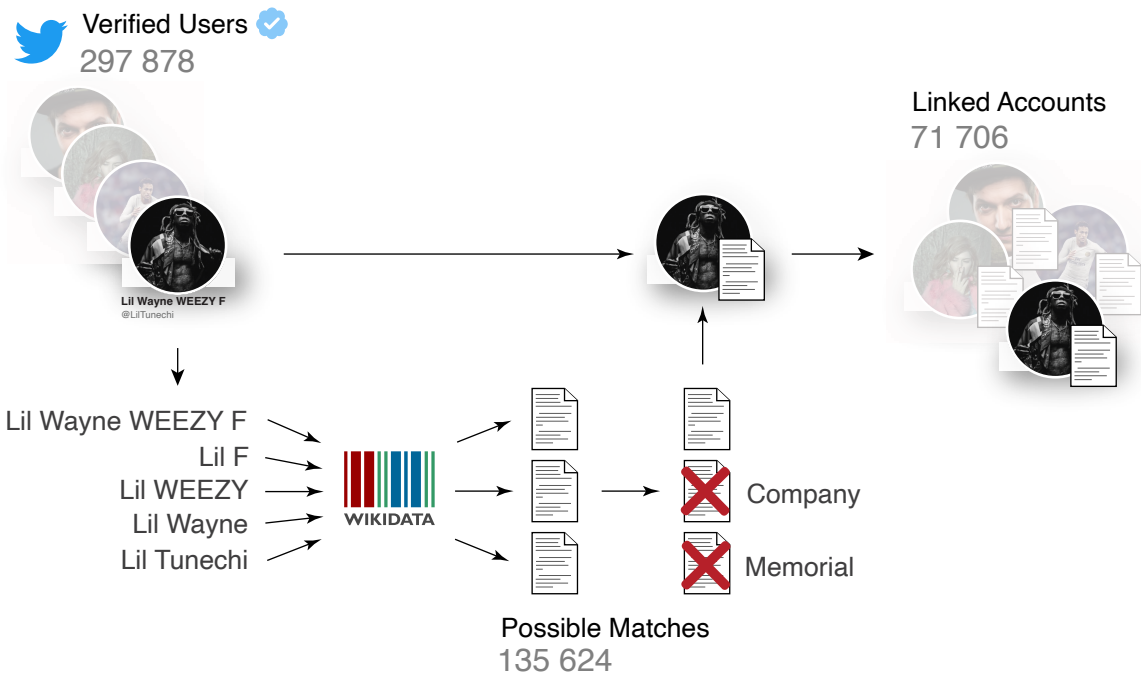 Verified Users
297 878
Linked Accounts
71 706
Lil Wayne WEEZY F
@LilTunechi
Lil Wayne WEEZY F
Lil F
Lil WEEZY
Lil Wayne
Lil Tunechi
WIKIDATA
Company
Memorial
Possible Matches
135 624